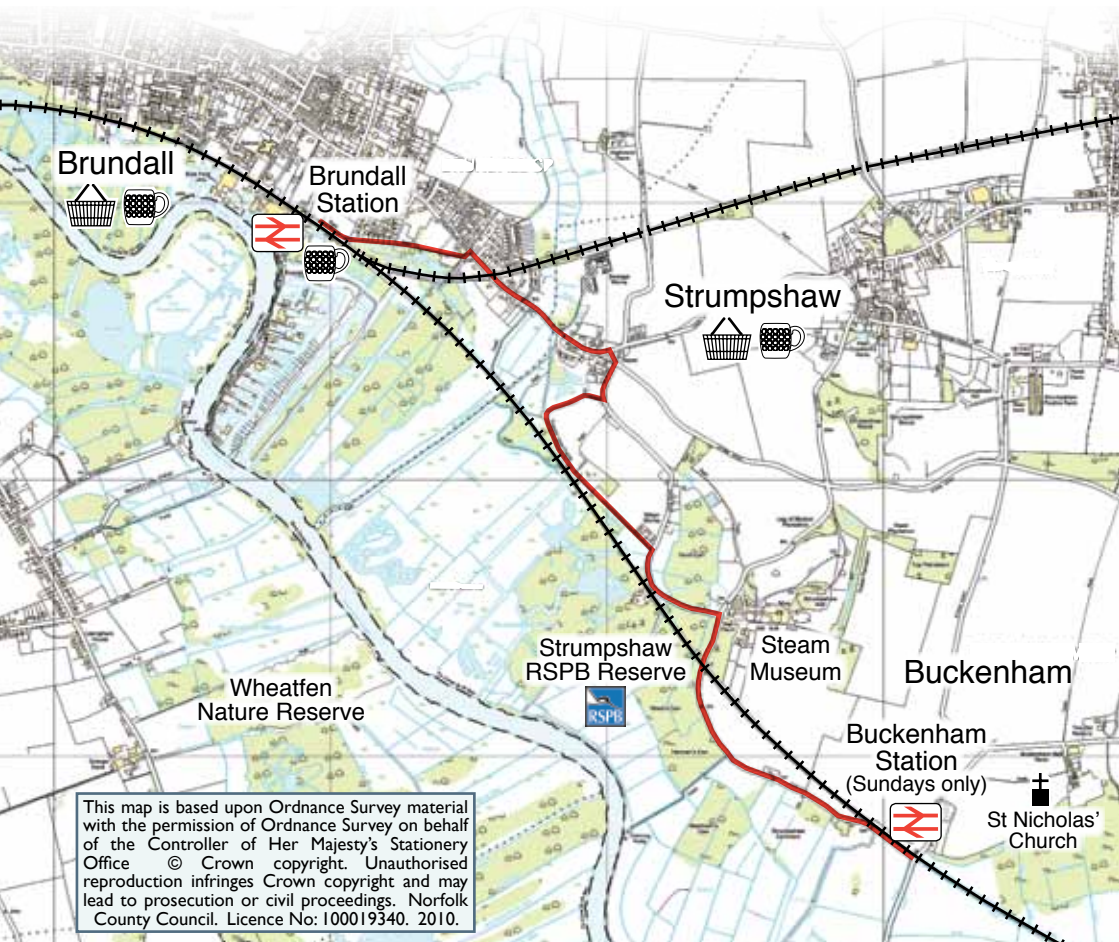 Brundall
Brundall
Station
Strumpshaw
Strumpshaw
RSPB Reserve
RSPB
Steam
Museum
Wheatfen
Nature Reserve
Buckenham
Buckenham
Station
(Sundays only)
St Nicholas'
Church
This map is based upon Ordnance Survey material
with the permission of Ordnance Survey on behalf
of the Controller of Her Majesty's Stationery
Office © Crown copyright. Unauthorised
reproduction infringes Crown copyright and may
lead to prosecution or civil proceedings. Norfolk
County Council. Licence No: 100019340. 2010.